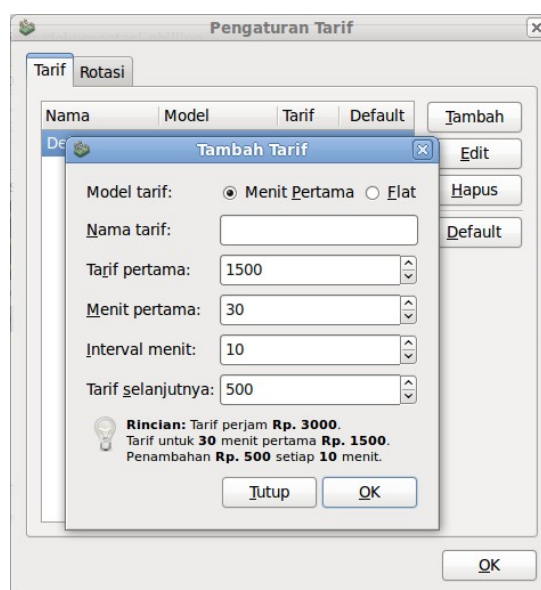 Pengaturan Tarif
Tarif Rotasi
Nama Model Tarif Default
Tambah
Edit
Hapus
Default
Tambah Tarif
Model tarif: Menit Pertama Flat
Nama tarif:
Tarif pertama: 1500
Menit pertama: 30
Interval menit: 10
Tarif selanjutnya: 500
Rincian: Tarif perjam Rp. 3000.
Tarif untuk 30 menit pertama Rp. 1500.
Penambahan Rp. 500 setiap 10 menit.
Tutup OK
OK